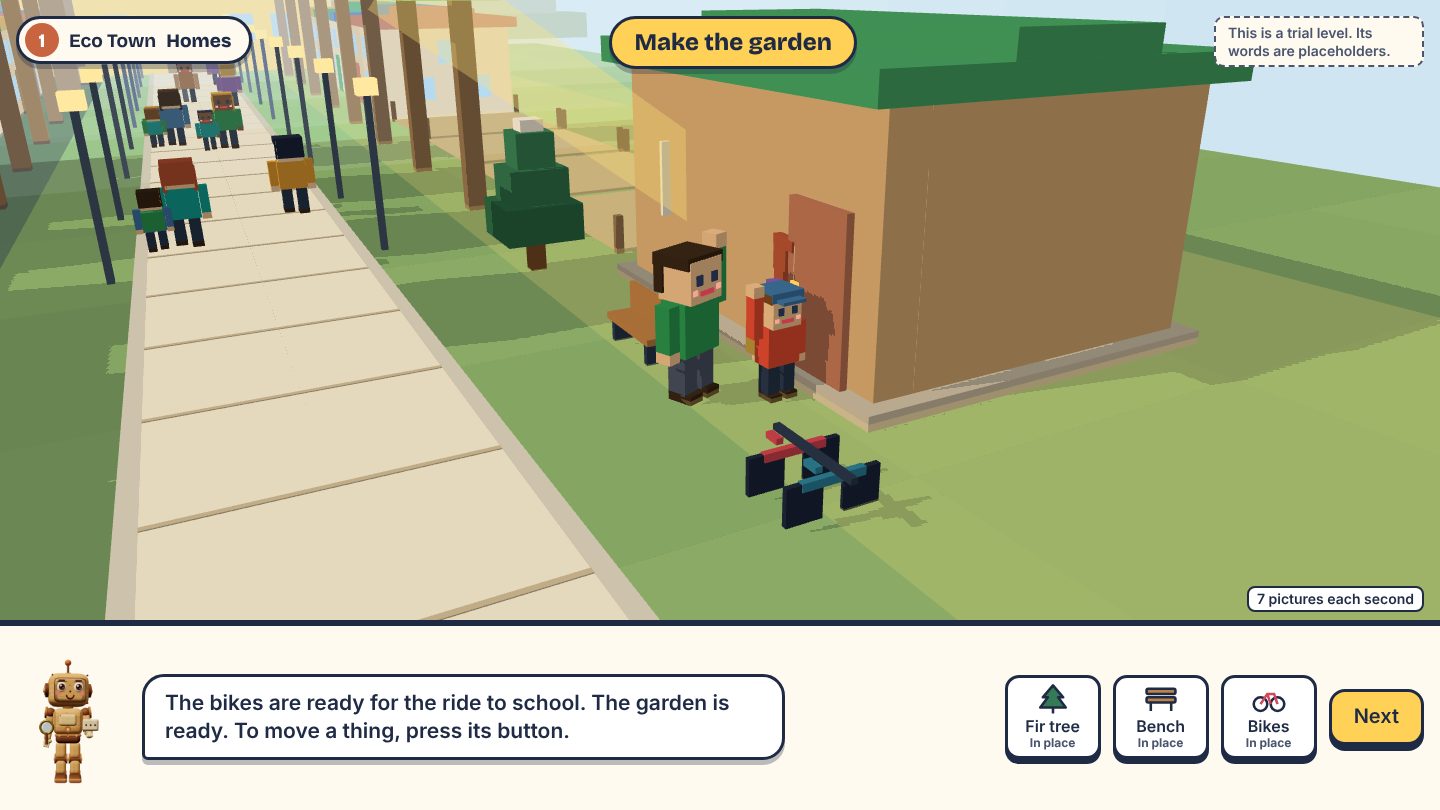 1 Eco Town Homes
Make the garden
This is a trial level. Its
words are placeholders.
7 pictures each second
The bikes are ready for the ride to school. The garden is
ready. To move a thing, press its button.
Fir tree
In place
Bench
In place
Bikes
In place
Next